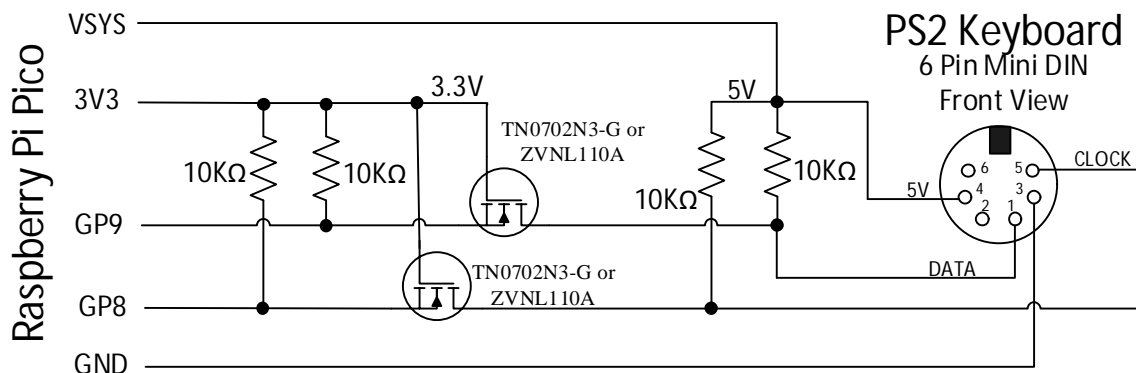 Raspberry Pi Pico
VSYS
3V3
GP9
GP8
GND
3.3V
5V
10KΩ
10KΩ
10KΩ
10KΩ
TN0702N3-G or
ZVNL110A
TN0702N3-G or
ZVNL110A
PS2 Keyboard
6 Pin Mini DIN
Front View
6
5
4
3
2
1
5V
CLOCK
DATA